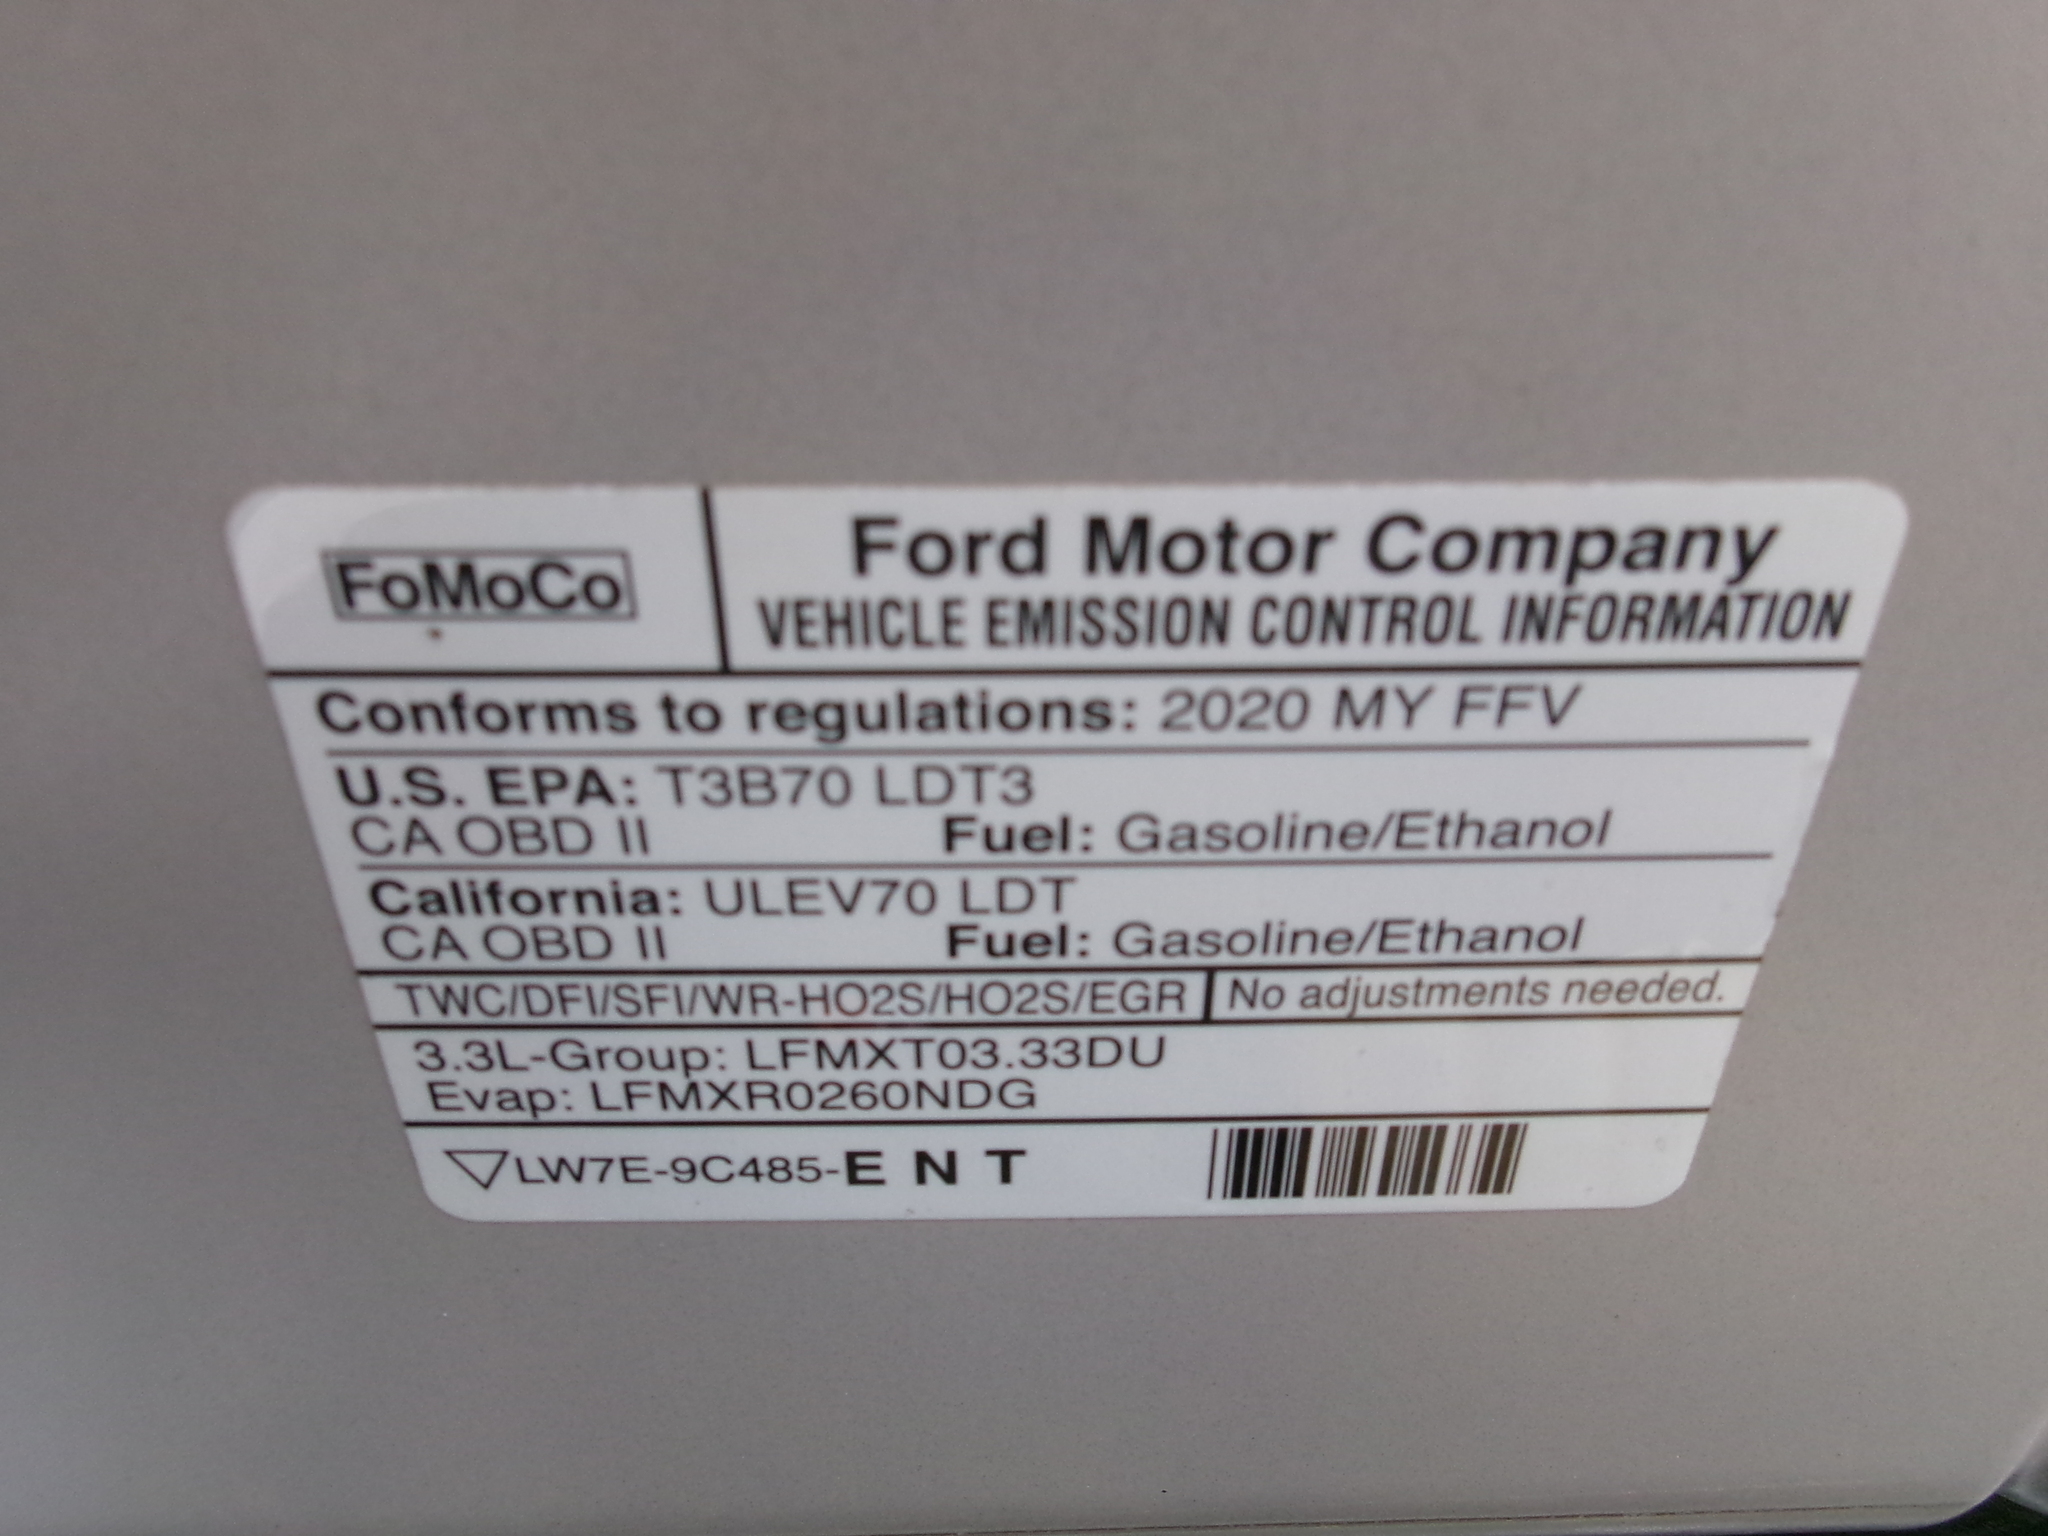 FoMoCo
Ford Motor Company
VEHICLE EMISSION CONTROL INFORMATION
Conforms to regulations: 2020 MY FFV
U.S. EPA: T3B70 LDT3
CA OBD II Fuel: Gasoline/Ethanol
California: ULEV70 LDT
CA OBD II Fuel: Gasoline/Ethanol
TWC/DFI/SFI/WR-HO2S/HO2S/EGR No adjustments needed.
3.3L-Group: LFMXT03.33DU
Evap: LFMXR0260NDG
LW7E-9C485-E N T